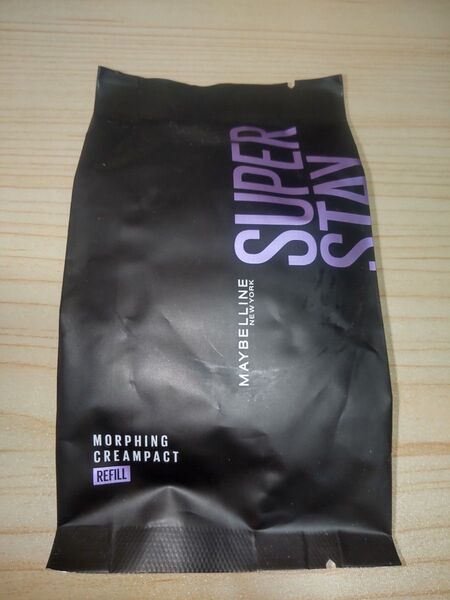 SUPER
STAY
MAYBELLINE
NEW YORK
MORPHING
CREAMPACT
REFILL